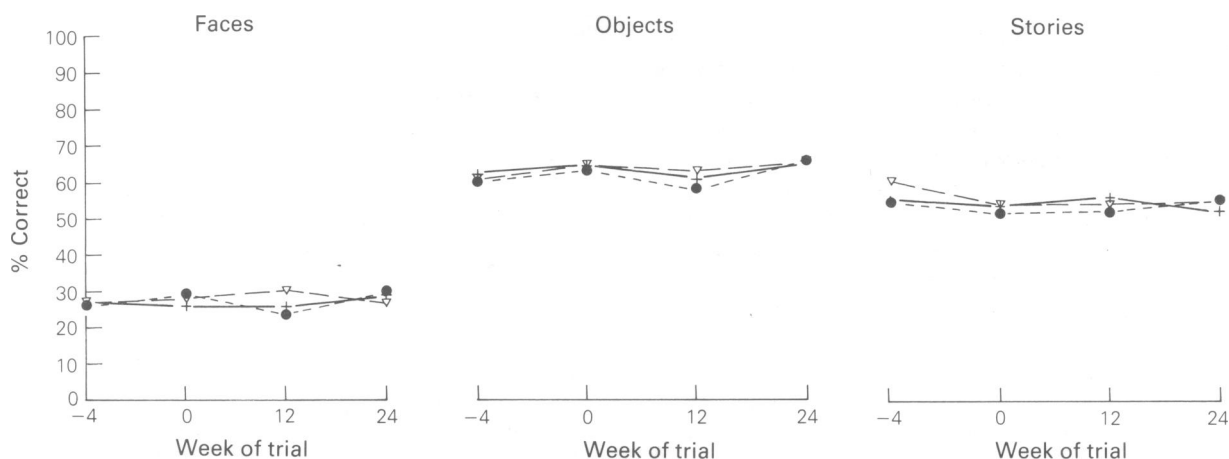 Faces
Objects
Stories
% Correct
100
90
80
70
60
50
40
30
20
10
0
−4 0 12 24
−4 0 12 24
−4 0 12 24
Week of trial
Week of trial
Week of trial